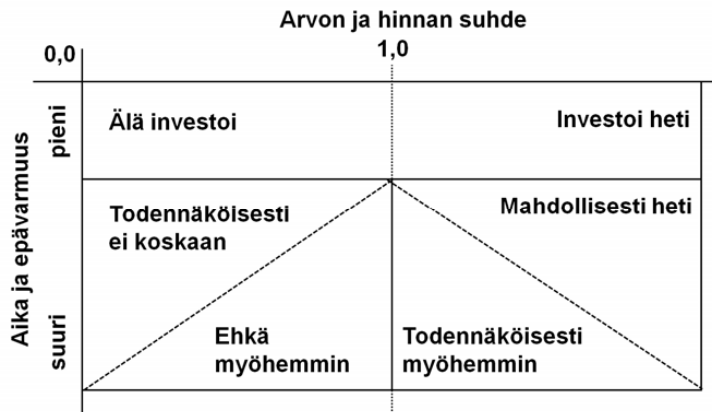 Arvon ja hinnan suhde
0,0
1,0
Aika ja epävarmuus
pieni
suuri
Älä investoi
Investoi heti
Todennäköisesti
ei koskaan
Mahdollisesti heti
Ehkä
myöhemmin
Todennäköisesti
myöhemmin